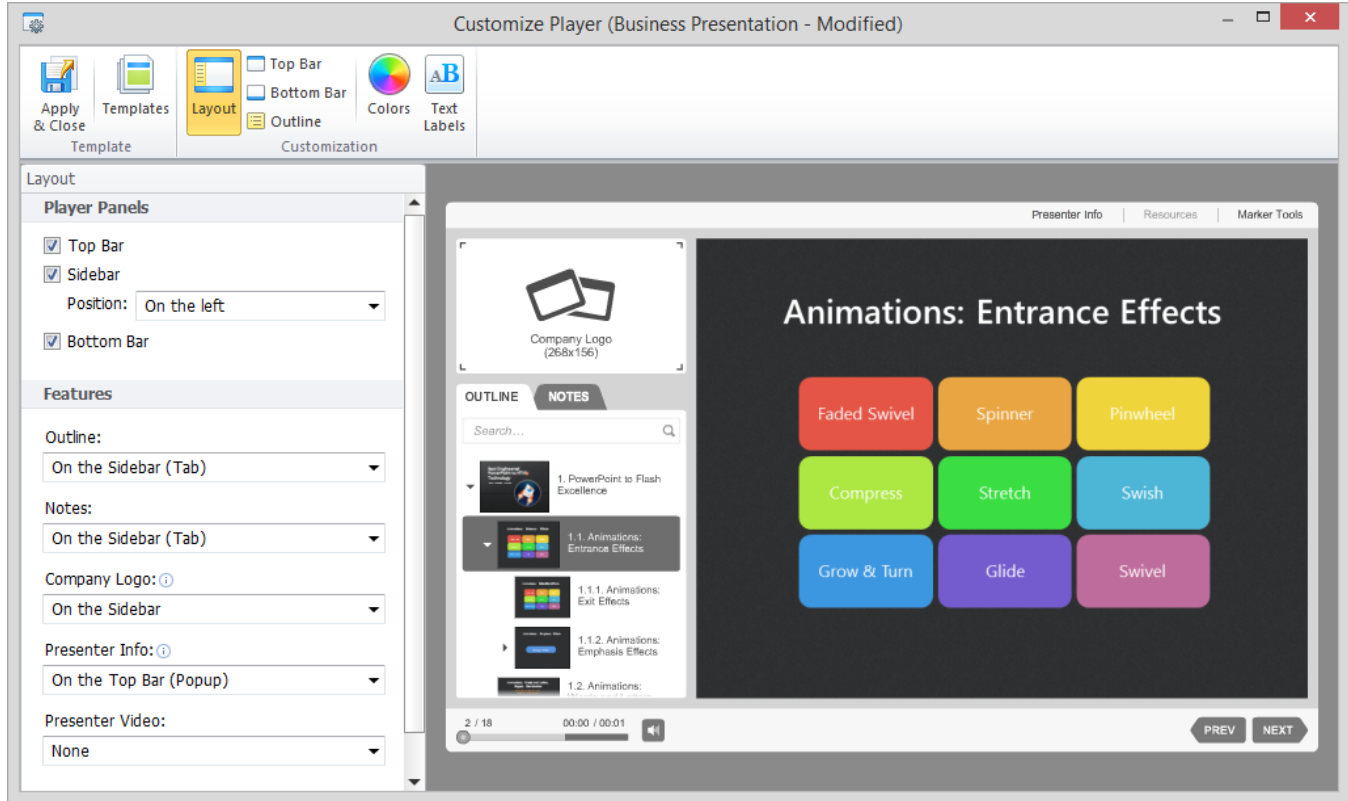 Customize Player (Business Presentation - Modified)
Top Bar
Bottom Bar
Outline
Apply
& Close
Templates
Layout
Colors
AB
Text
Labels
Template
Customization
Layout
Player Panels
Top Bar
Sidebar
Position: On the left
Bottom Bar
Features
Outline:
On the Sidebar (Tab)
Notes:
On the Sidebar (Tab)
Company Logo:
On the Sidebar
Presenter Info:
On the Top Bar (Popup)
Presenter Video:
None
Presenter Info | Resources | Marker Tools
Company Logo
(268x156)
OUTLINE NOTES
Search...
1. PowerPoint to Flash
Excellence
1.1. Animations:
Entrance Effects
1.1.1. Animations:
Exit Effects
1.1.2. Animations:
Emphasis Effects
1.2. Animations:
Animations: Entrance Effects
Faded Swivel Spinner Pinwheel
Compress Stretch Swish
Grow & Turn Glide Swivel
2 / 18 00:00 / 00:01
PREV NEXT